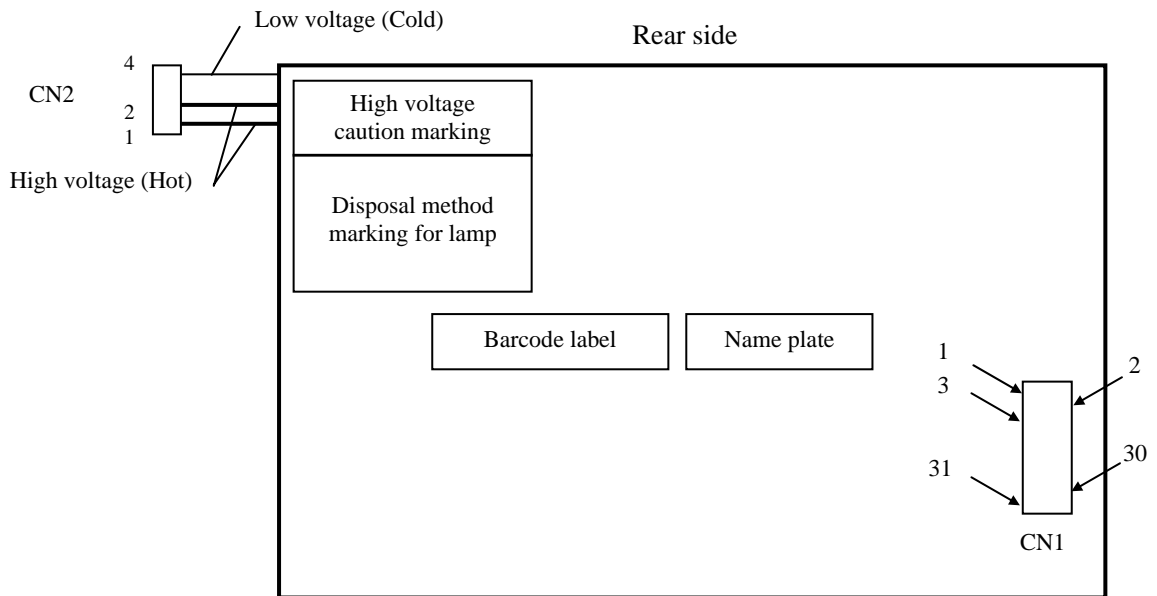 Low voltage (Cold)
Rear side
4
CN2
2
1
High voltage (Hot)
High voltage
caution marking
Disposal method
marking for lamp
Barcode label
Name plate
1
2
3
31
30
CN1